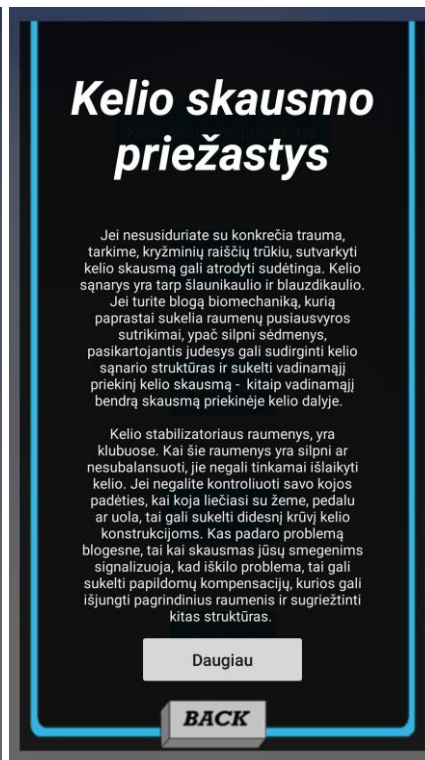 Kelio skausmo
priežastys
Jei nesusiduriate su konkrečia trauma,
tarkime, kryžminių raiščių trūkiu, sutvarkyti
kelio skausmą gali atrodyti sudėtinga. Kelio
sąnarys yra tarp šlaunikaulio ir blauzdikaulio.
Jei turite blogą biomechaniką, kurią
paprastai sukelia raumenų pusiausvyros
sutrikimai, ypač silpni sėdmenys,
pasikartojantis judesys gali sudirginti kelio
sąnario struktūras ir sukelti vadinamąjį
priekinį kelio skausmą - kitaip vadinamąjį
bendrą skausmą priekinėje kelio dalyje.
Kelio stabilizatoriaus raumenys, yra
klubuose. Kai šie raumenys yra silpni ar
nesubalansuoti, jie negali tinkamai išlaikyti
kelio. Jei negalite kontroliuoti savo kojos
padėties, kai koja liečiasi su žeme, pedalu
ar uola, tai gali sukelti didesnį krūvį kelio
konstrukcijoms. Kas padaro problemą
blogesne, tai kai skausmas jūsų smegenims
signalizuoja, kad iškilo problema, tai gali
sukelti papildomų kompensacijų, kurios gali
išjungti pagrindinius raumenis ir sugriežtinti
kitas struktūras.
Daugiau
BACK